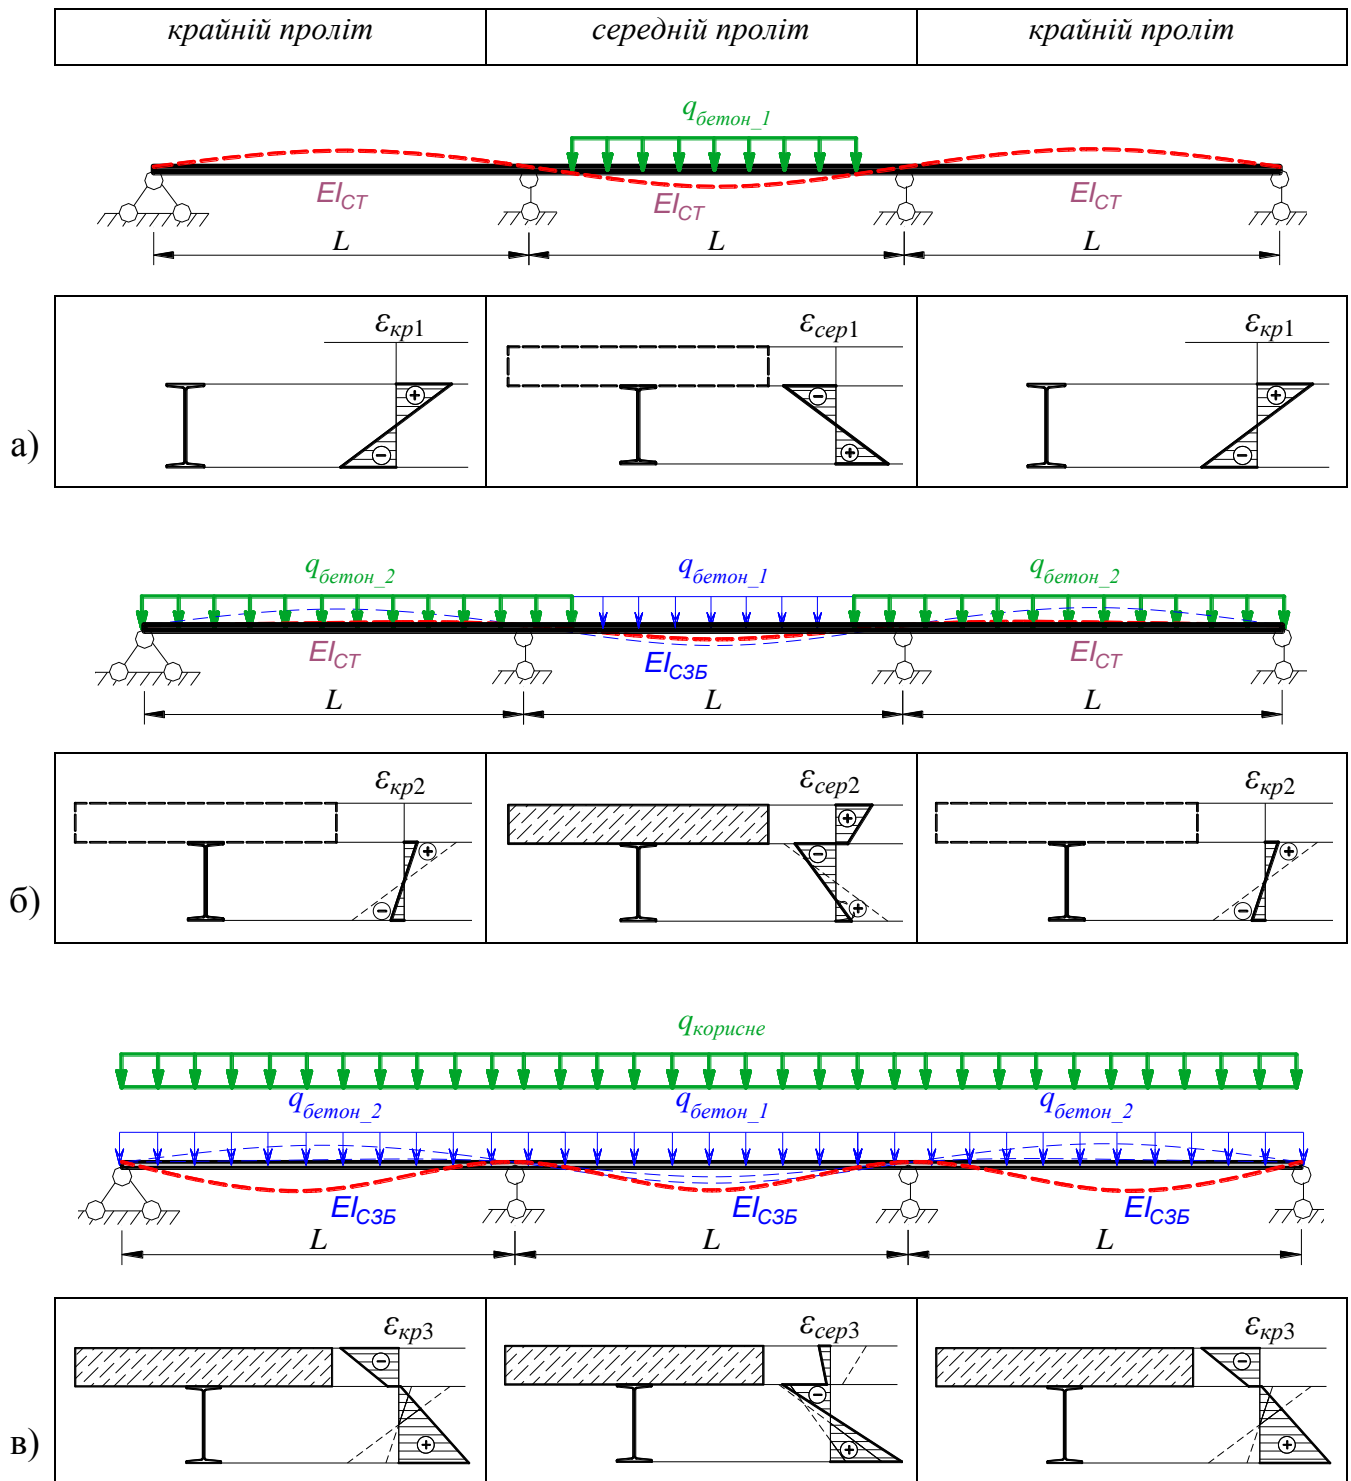 крайній проліт середній проліт крайній проліт
qбетон_1
EIСТ EIСТ EIСТ
L L L
εкр1 εсер1 εкр1
+ − +
− + −
а)
qбетон_2 qбетон_1 qбетон_2
EIСТ EIСЗБ EIСТ
L L L
εкр2 εсер2 εкр2
+
+ − +
− + −
б)
qкорисне
qбетон_2 qбетон_1 qбетон_2
EIСЗБ EIСЗБ EIСЗБ
L L L
εкр3 εсер3 εкр3
− − −
+ + +
в)